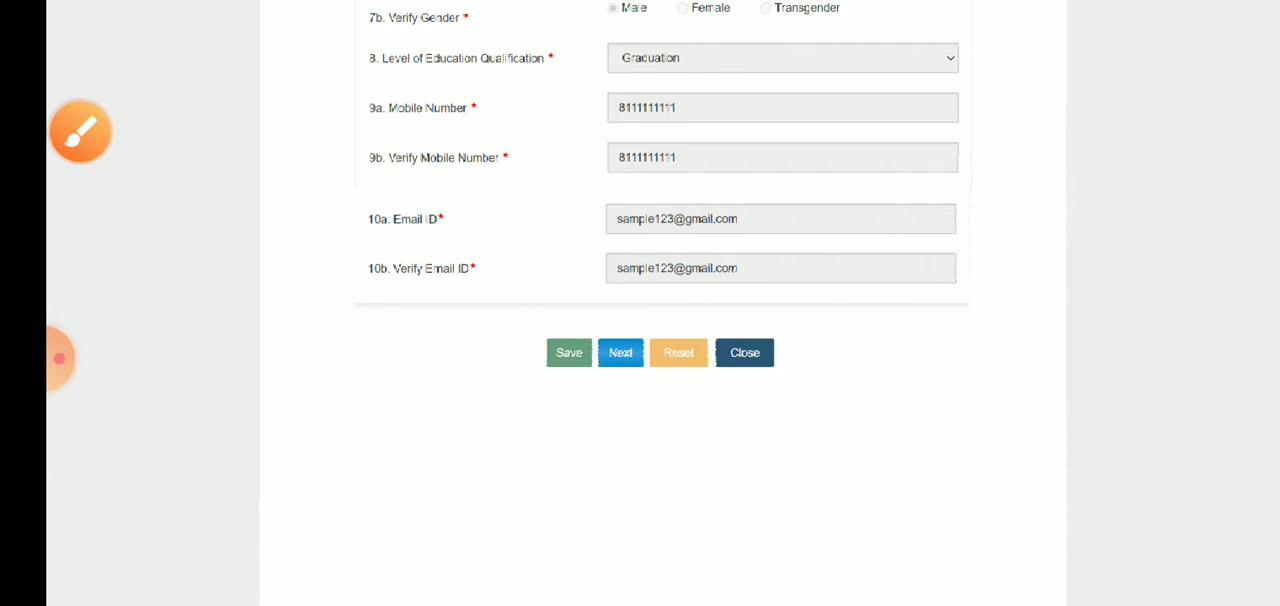 Male Female Transgender
7b. Verify Gender *
8. Level of Education Qualification * Graduation
9a. Mobile Number * 8111111111
9b. Verify Mobile Number * 8111111111
10a. Email ID* sample123@gmail.com
10b. Verify Email ID* sample123@gmail.com
Save Next Reset Close